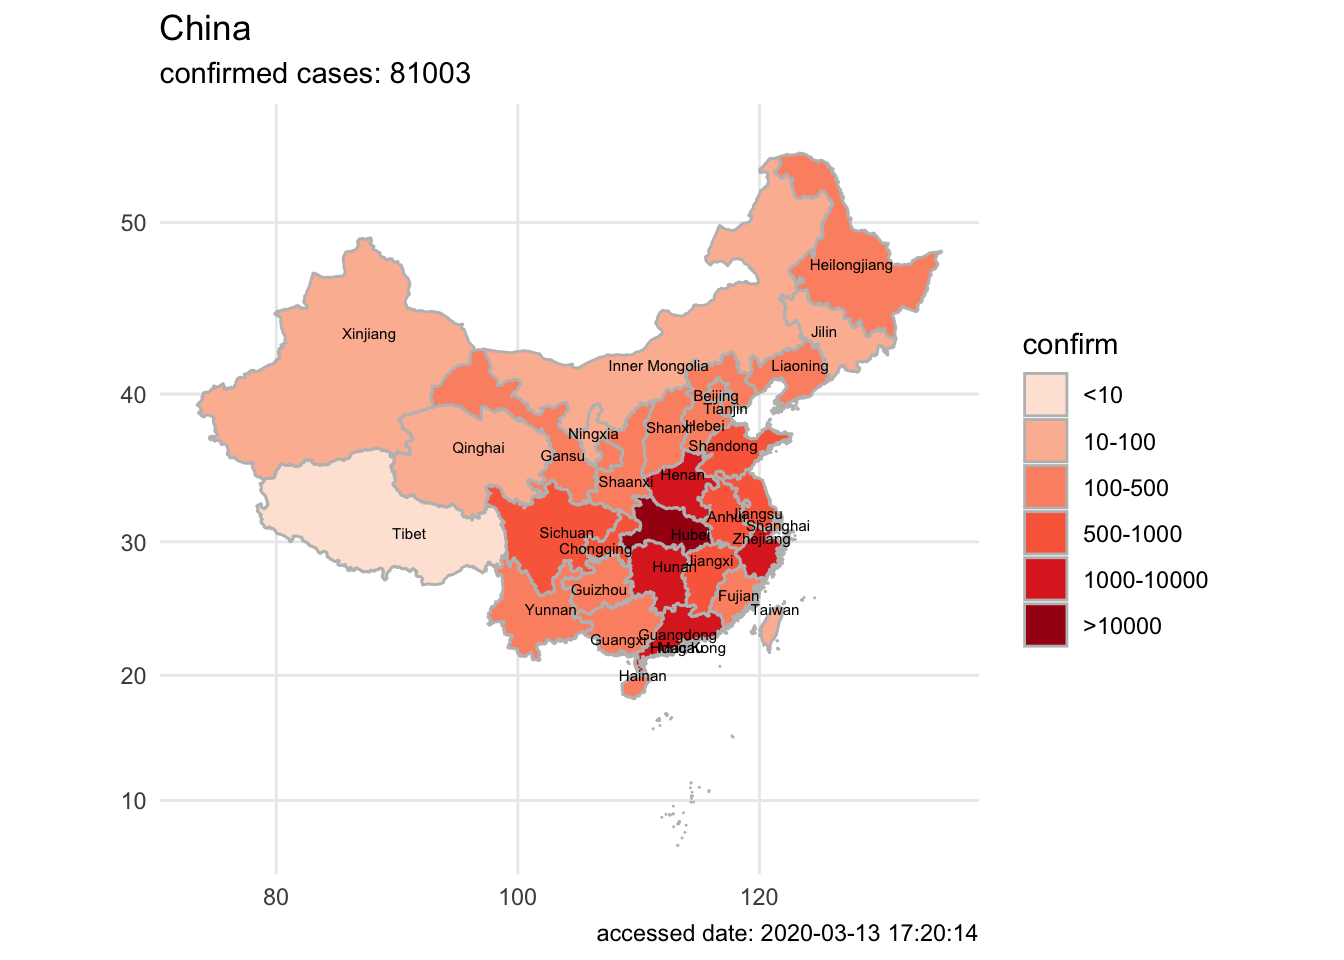 China
confirmed cases: 81003
50
40
30
20
10
80 100 120
Heilongjiang
Jilin
Xinjiang
Inner Mongolia
Liaoning
Beijing
Tianjin
Ningxia
Shanxi
Hebei
Qinghai
Gansu
Shandong
Shaanxi
Henan
Tibet
Sichuan
Anhui
Jiangsu
Shanghai
Chongqing
Hubei
Zhejiang
Hunan
Jiangxi
Guizhou
Fujian
Yunnan
Taiwan
Guangxi
Guangdong
Hong Kong
Macau
Hainan
confirm
<10
10-100
100-500
500-1000
1000-10000
>10000
accessed date: 2020-03-13 17:20:14